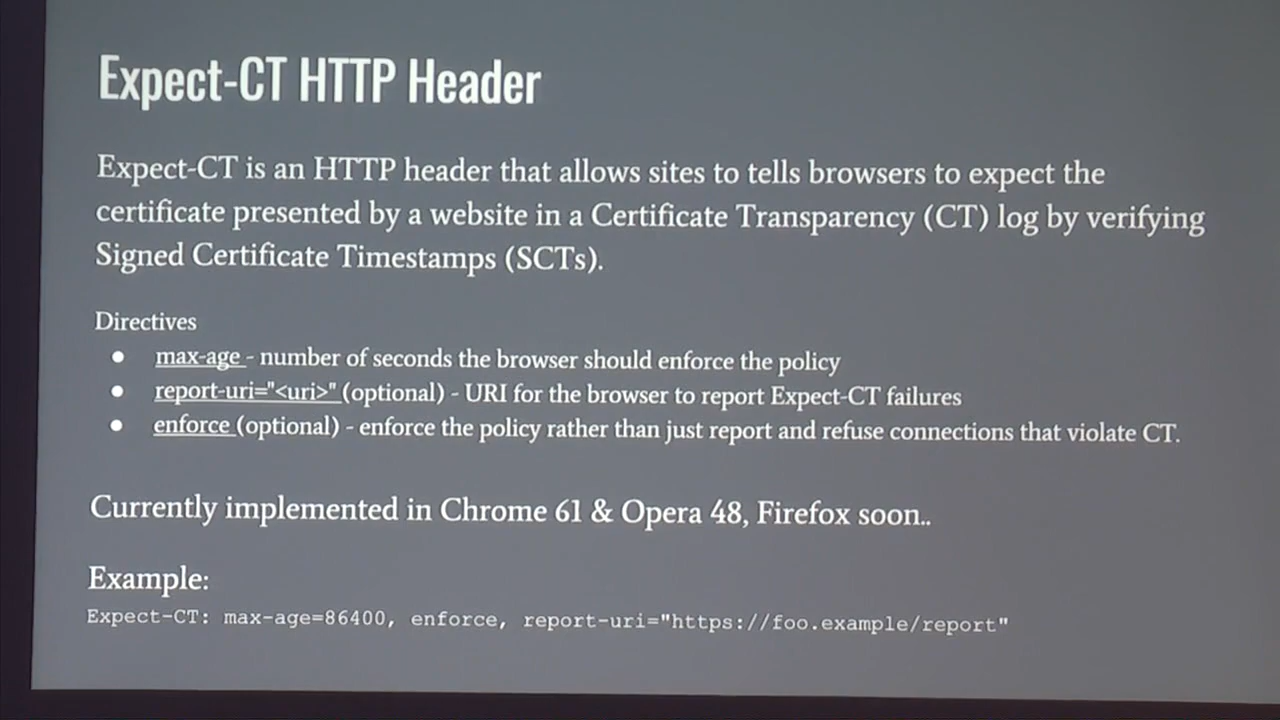 Expect-CT HTTP Header
Expect-CT is an HTTP header that allows sites to tells browsers to expect the
certificate presented by a website in a Certificate Transparency (CT) log by verifying
Signed Certificate Timestamps (SCTs).
Directives
● max-age - number of seconds the browser should enforce the policy
● report-uri="<uri>" (optional) - URI for the browser to report Expect-CT failures
● enforce (optional) - enforce the policy rather than just report and refuse connections that violate CT.
Currently implemented in Chrome 61 & Opera 48, Firefox soon..
Example:
Expect-CT: max-age=86400, enforce, report-uri="https://foo.example/report"